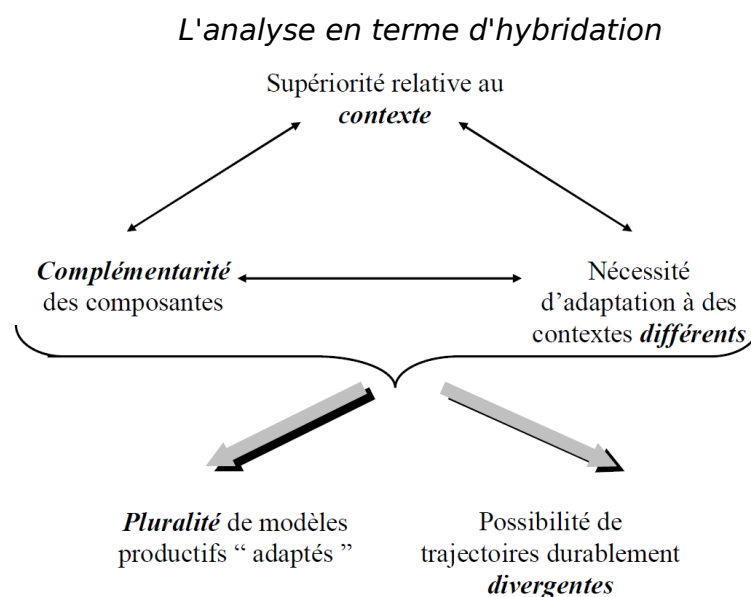 L'analyse en terme d'hybridation
Supériorité relative au
contexte
Complémentarité
des composantes
Nécessité
d'adaptation à des
contextes différents
Pluralité de modèles
productifs “ adaptés ”
Possibilité de
trajectoires durablement
divergentes